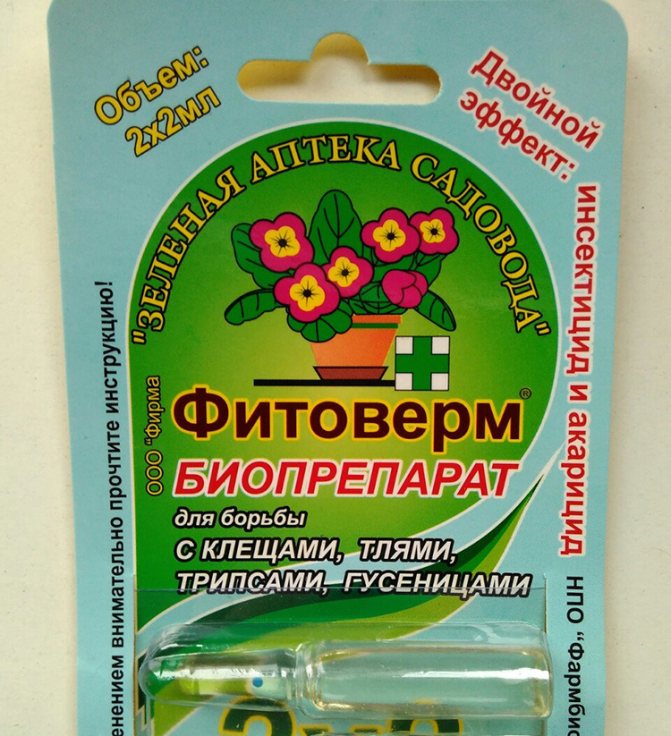 Объем:
2х2мл
Двойной
эффект:
инсектицид и акарицид
"ЗЕЛЕНАЯ АПТЕКА САДОВОДА"
ООО "Фирма
Фитоверм®
БИОПРЕПАРАТ
для борьбы
С КЛЕЩАМИ, ТЛЯМИ,
ТРИПСАМИ, ГУСЕНИЦАМИ
енением внимательно прочтите инструкцию!
НПО "Фармбио